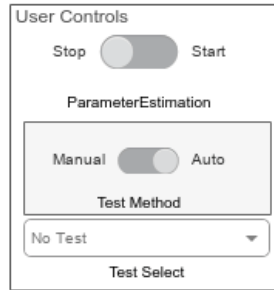 User Controls
Stop Start
ParameterEstimation
Manual Auto
Test Method
No Test
Test Select